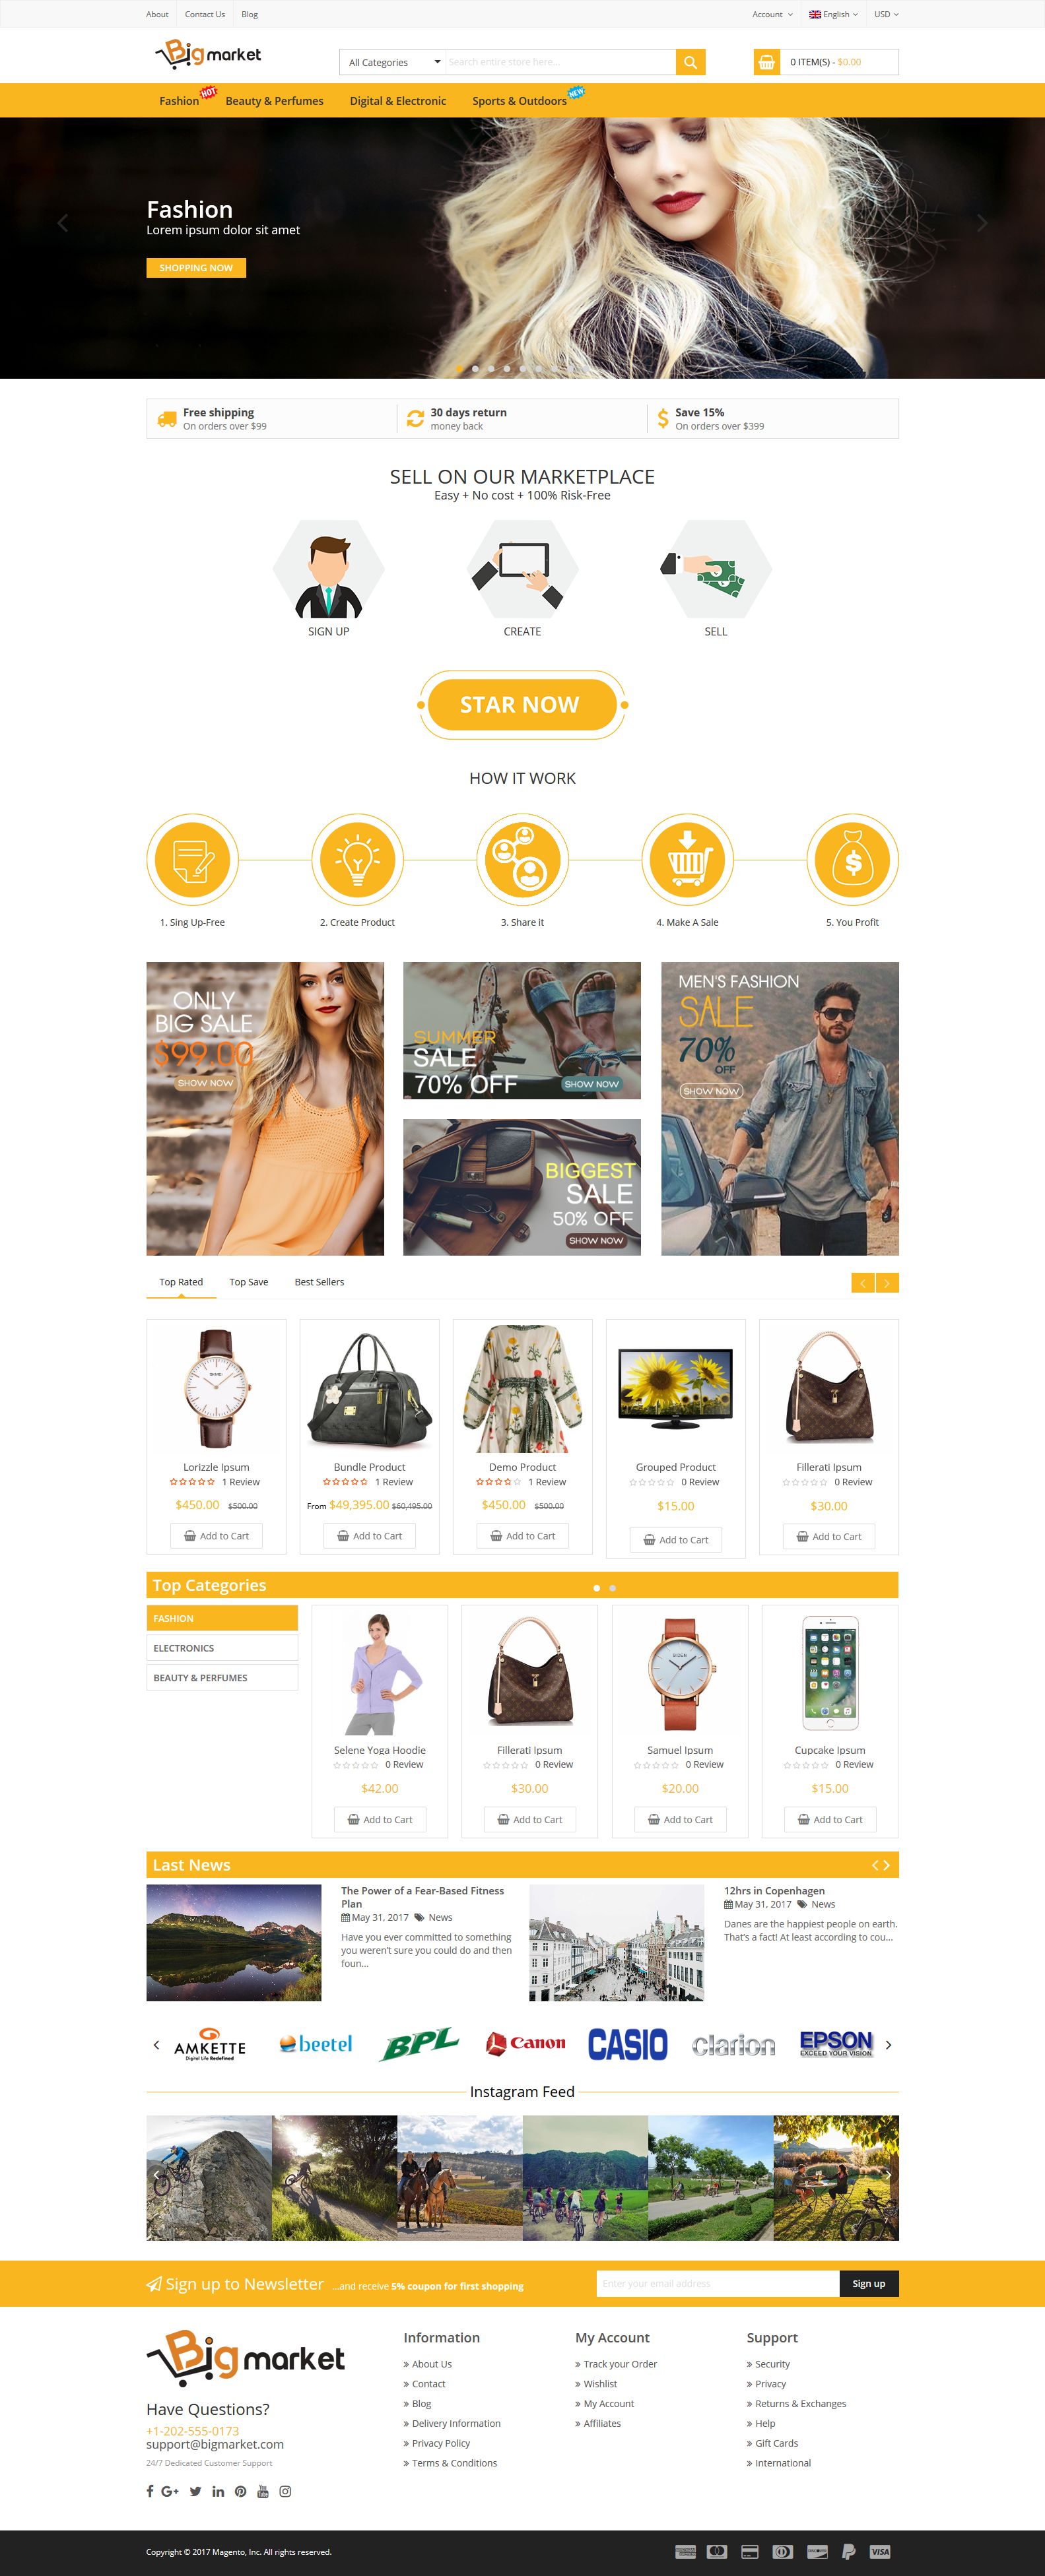 About
Contact Us
Blog
Account
English
USD
Big market
All Categories
Search entire store here...
0 ITEM(S) - $0.00
Fashion
HOT
Beauty & Perfumes
Digital & Electronic
Sports & Outdoors
NEW
Fashion
Lorem ipsum dolor sit amet
SHOPPING NOW
Free shipping
On orders over $99
30 days return
money back
Save 15%
On orders over $399
SELL ON OUR MARKETPLACE
Easy + No cost + 100% Risk-Free
SIGN UP
CREATE
SELL
STAR NOW
HOW IT WORK
1. Sing Up-Free
2. Create Product
3. Share it
4. Make A Sale
5. You Profit
ONLY
BIG SALE
$99.00
SHOW NOW
SUMMER
SALE
70% OFF
SHOW NOW
BIGGEST
SALE
50% OFF
SHOW NOW
MEN'S FASHION
SALE
70%
OFF
SHOW NOW
Top Rated
Top Save
Best Sellers
Lorizzle Ipsum
1 Review
$450.00 $500.00
Add to Cart
Bundle Product
1 Review
From $49,395.00 $60,495.00
Add to Cart
Demo Product
1 Review
$450.00 $500.00
Add to Cart
Grouped Product
0 Review
$15.00
Add to Cart
Fillerati Ipsum
0 Review
$30.00
Add to Cart
Top Categories
FASHION
ELECTRONICS
BEAUTY & PERFUMES
Selene Yoga Hoodie
0 Review
$42.00
Add to Cart
Fillerati Ipsum
0 Review
$30.00
Add to Cart
Samuel Ipsum
0 Review
$20.00
Add to Cart
Cupcake Ipsum
0 Review
$15.00
Add to Cart
Last News
The Power of a Fear-Based Fitness
Plan
May 31, 2017 News
Have you ever committed to something
you weren't sure you could do and then
foun...
12hrs in Copenhagen
May 31, 2017 News
Danes are the happiest people on earth.
That's a fact! At least according to cou...
AMKETTE
Digital Life Redefined
beetel
BPL
Canon
CASIO
Clarion
EPSON
EXCEED YOUR VISION
Instagram Feed
Sign up to Newsletter ...and receive 5% coupon for first shopping
Enter your email address
Sign up
Big market
Have Questions?
+1-202-555-0173
support@bigmarket.com
24/7 Dedicated Customer Support
Information
About Us
Contact
Blog
Delivery Information
Privacy Policy
Terms & Conditions
My Account
Track your Order
Wishlist
My Account
Affiliates
Support
Security
Privacy
Returns & Exchanges
Help
Gift Cards
International
Copyright © 2017 Magento, Inc. All rights reserved.
VISA